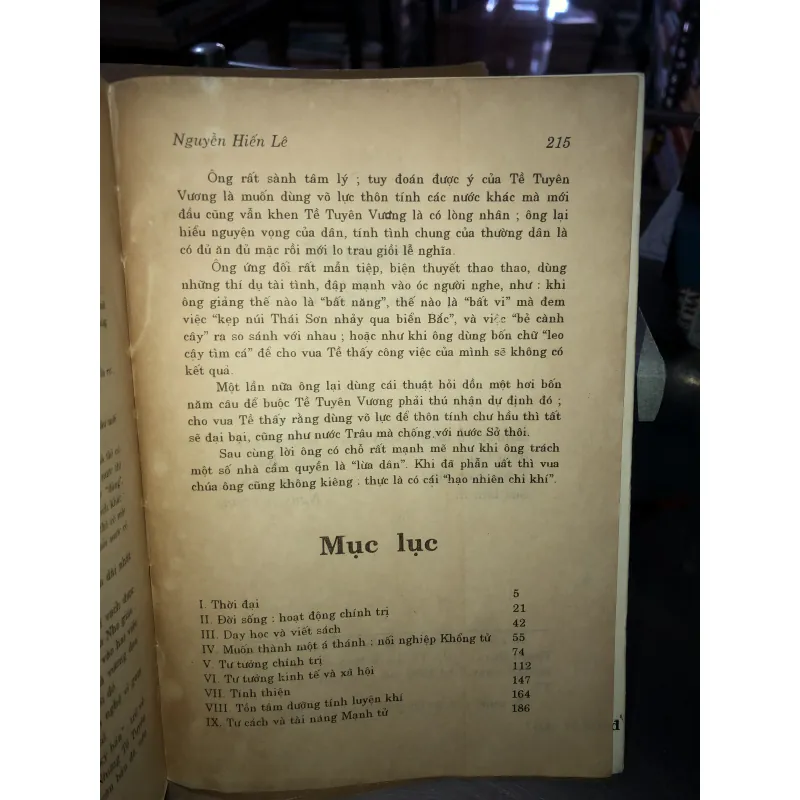 Nguyễn Hiến Lê 215
Ông rất sành tâm lý ; tuy đoán được ý của Tề Tuyên
Vương là muốn dùng võ lực thôn tính các nước khác mà mới
đầu cũng vẫn khen Tề Tuyên Vương là có lòng nhân ; ông lại
hiểu nguyện vọng của dân, tính tình chung của thường dân là
có đủ ăn đủ mặc rồi mới lo trau giồi lễ nghĩa.
Ông ứng đối rất mẫn tiệp, biện thuyết thao thao, dùng
những thí dụ tài tình, đập mạnh vào óc người nghe, như : khi
ông giảng thế nào là “bất năng”, thế nào là “bất vi” mà đem
việc “kẹp núi Thái Sơn nhảy qua biển Bắc”, và việc “bẻ cành
cây” ra so sánh với nhau ; hoặc như khi ông dùng bốn chữ “leo
cây tìm cá” để cho vua Tề thấy công việc của mình sẽ không có
kết quả.
Một lần nữa ông lại dùng cái thuật hỏi dồn một hơi bốn
năm câu để buộc Tề Tuyên Vương phải thú nhận dự định đó ;
cho vua Tề thấy rằng dùng võ lực để thôn tính chư hầu thì tất
sẽ đại bại, cũng như nước Trâu mà chống với nước Sở thôi.
Sau cùng lời ông có chỗ rất mạnh mẽ như khi ông trách
một số nhà cầm quyền là “lừa dân”. Khi đã phẫn uất thì vua
chúa ông cũng không kiêng : thực là có cái “hạo nhiên chi khí”.
Mục lục
I. Thời đại 5
II. Đời sống : hoạt động chính trị 21
III. Dạy học và viết sách 42
IV. Muốn thành một á thánh : nối nghiệp Khổng tử 55
V. Tư tưởng chính trị 74
VI. Tư tưởng kinh tế và xã hội 112
VII. Tính thiện 147
VIII. Tồn tâm dưỡng tính luyện khí 164
IX. Tư cách và tài năng Mạnh tử 186